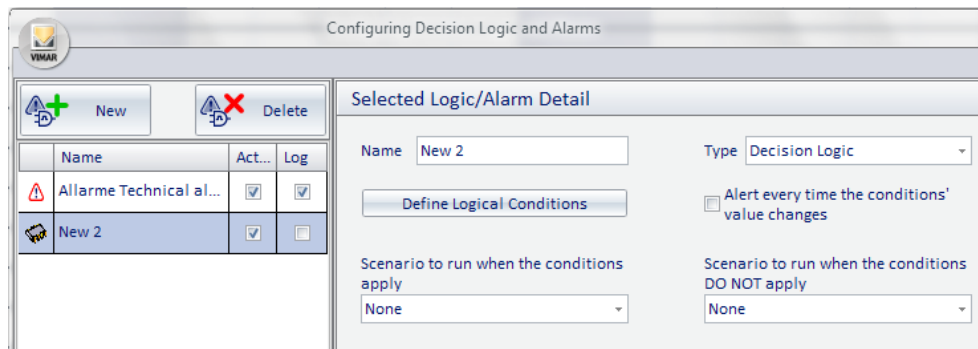 Configuring Decision Logic and Alarms
VIMAR
New
Delete
Name
Act...
Log
Allarme Technical al...
New 2
Selected Logic/Alarm Detail
Name
New 2
Type
Decision Logic
Define Logical Conditions
Alert every time the conditions'
value changes
Scenario to run when the conditions
apply
None
Scenario to run when the conditions
DO NOT apply
None